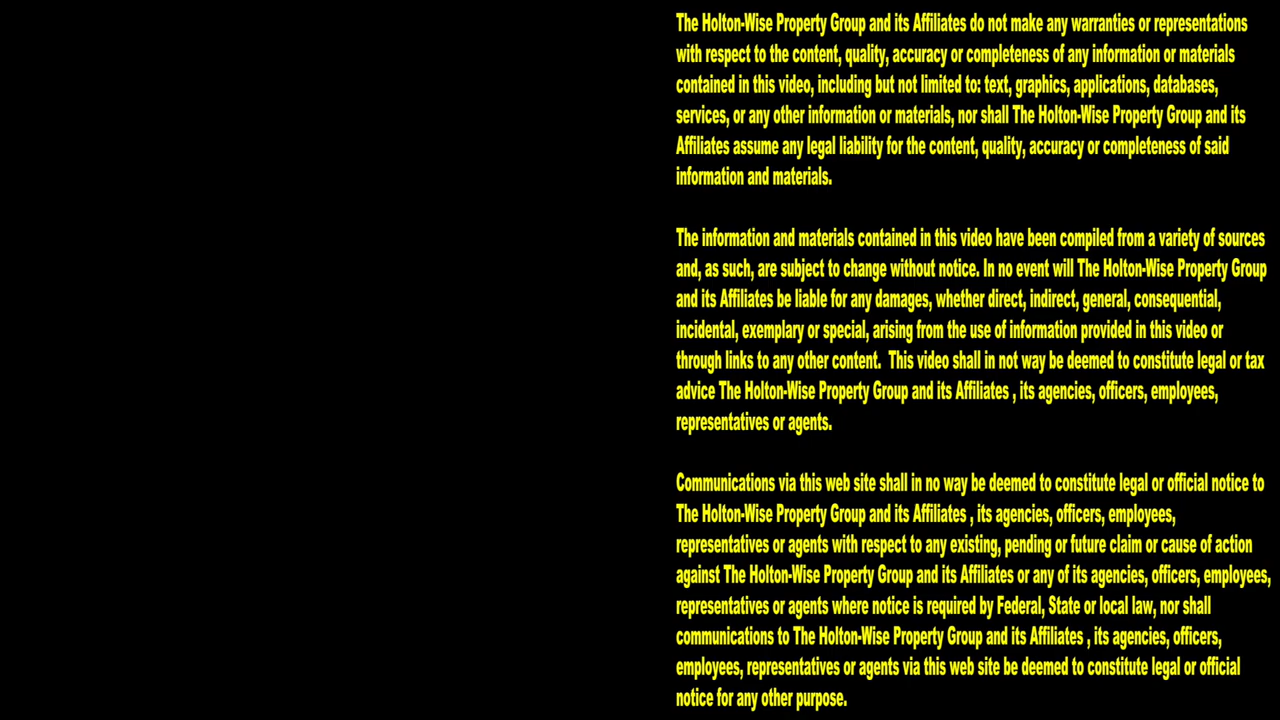 The Holton-Wise Property Group and its Affiliates do not make any warranties or representations
with respect to the content, quality, accuracy or completeness of any information or materials
contained in this video, including but not limited to: text, graphics, applications, databases,
services, or any other information or materials, nor shall The Holton-Wise Property Group and its
Affiliates assume any legal liability for the content, quality, accuracy or completeness of said
information and materials.
The information and materials contained in this video have been compiled from a variety of sources
and, as such, are subject to change without notice. In no event will The Holton-Wise Property Group
and its Affiliates be liable for any damages, whether direct, indirect, general, consequential,
incidental, exemplary or special, arising from the use of information provided in this video or
through links to any other content.  This video shall in not way be deemed to constitute legal or tax
advice The Holton-Wise Property Group and its Affiliates , its agencies, officers, employees,
representatives or agents.
Communications via this web site shall in no way be deemed to constitute legal or official notice to
The Holton-Wise Property Group and its Affiliates , its agencies, officers, employees,
representatives or agents with respect to any existing, pending or future claim or cause of action
against The Holton-Wise Property Group and its Affiliates or any of its agencies, officers, employees,
representatives or agents where notice is required by Federal, State or local law, nor shall
communications to The Holton-Wise Property Group and its Affiliates , its agencies, officers,
employees, representatives or agents via this web site be deemed to constitute legal or official
notice for any other purpose.